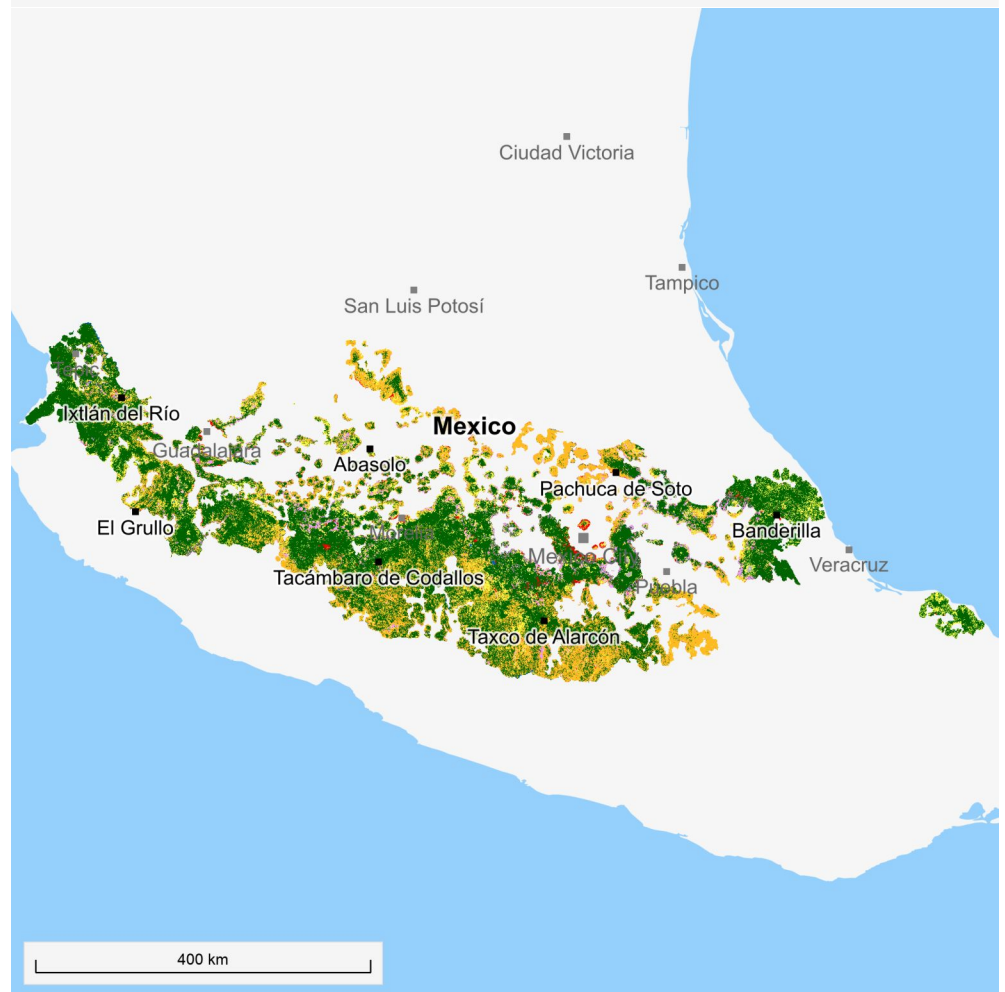 Ciudad Victoria
Tampico
San Luis Potosí
Tepic
Ixtlán del Río
Mexico
Guadalajara
Abasolo
Pachuca de Soto
El Grullo
Morelia
Banderilla
Mexico City
Veracruz
Tacámbaro de Codallos
Puebla
Taxco de Alarcón
400 km